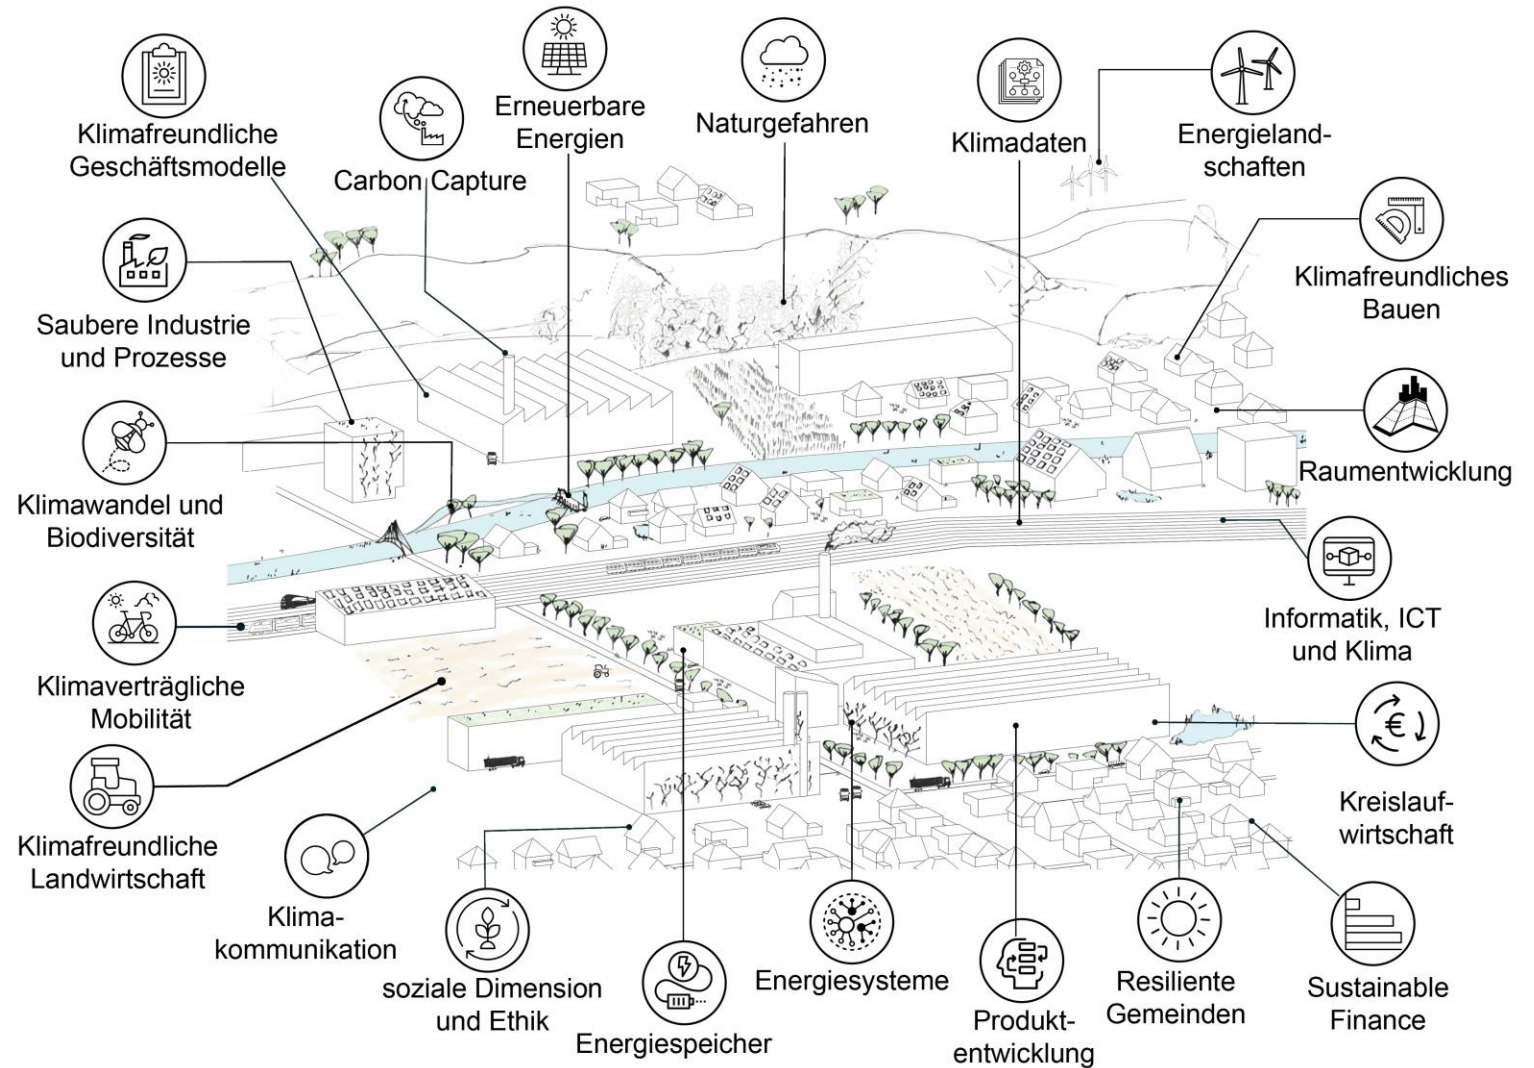 Klimafreundliche
Geschäftsmodelle
Carbon Capture
Erneuerbare
Energien
Naturgefahren
Klimadaten
Energieland-
schaften
Klimafreundliches
Bauen
Saubere Industrie
und Prozesse
Raumentwicklung
Klimawandel und
Biodiversität
Informatik, ICT
und Klima
Klimaverträgliche
Mobilität
€
Kreislauf-
wirtschaft
Klimafreundliche
Landwirtschaft
Klima-
kommunikation
soziale Dimension
und Ethik
Energiespeicher
Energiesysteme
Produkt-
entwicklung
Resiliente
Gemeinden
Sustainable
Finance